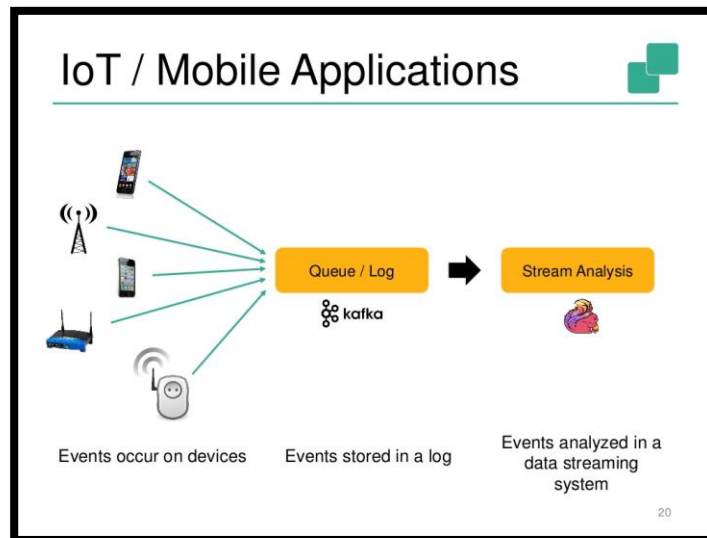 IoT / Mobile Applications
Queue / Log
Stream Analysis
kafka
Events occur on devices
Events stored in a log
Events analyzed in a
data streaming
system
20